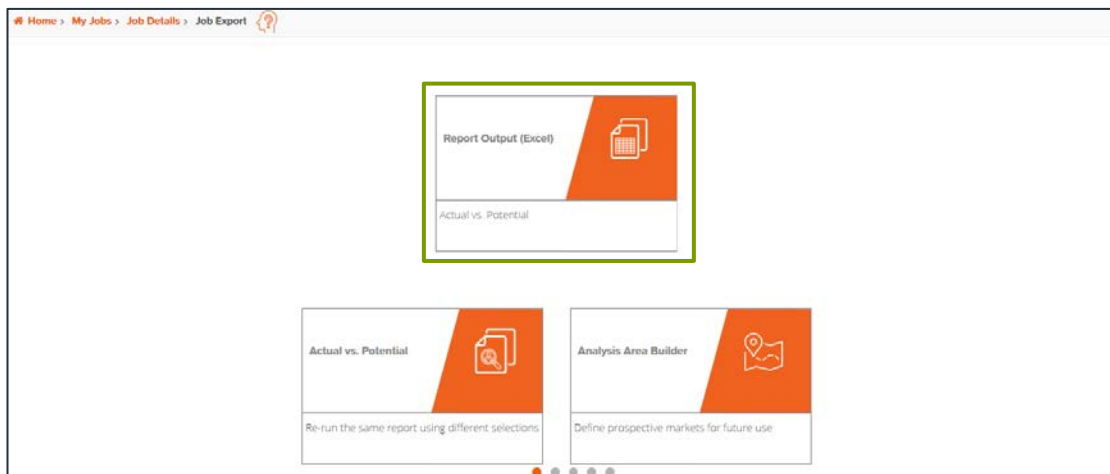 Home > My Jobs > Job Details > Job Export
Report Output (Excel)
Actual vs. Potential
Actual vs. Potential
Re-run the same report using different selections
Analysis Area Builder
Define prospective markets for future use